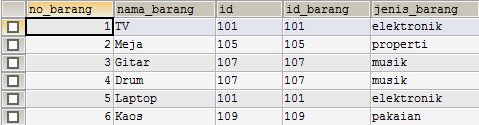 no_barang nama_barang id id_barang jenis_barang
1 TV 101 101 elektronik
2 Meja 105 105 properti
3 Gitar 107 107 musik
4 Drum 107 107 musik
5 Laptop 101 101 elektronik
6 Kaos 109 109 pakaian